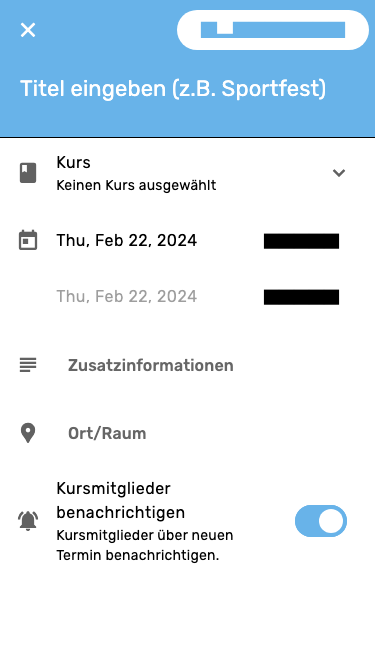 Titel eingeben (z.B. Sportfest)
Kurs
Keinen Kurs ausgewählt
Thu, Feb 22, 2024
Thu, Feb 22, 2024
Zusatzinformationen
Ort/Raum
Kursmitglieder
benachrichtigen
Kursmitglieder über neuen
Termin benachrichtigen.